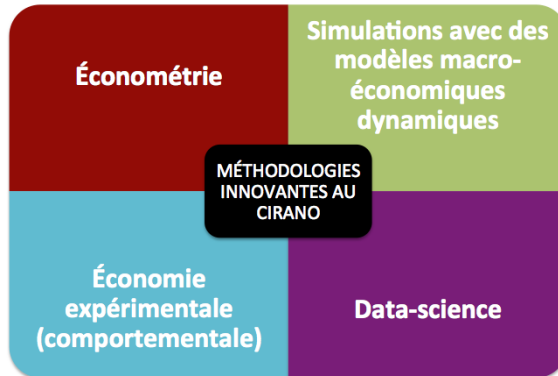 Économétrie
Simulations avec des
modèles macro-
économiques
dynamiques
MÉTHODOLOGIES
INNOVANTES AU
CIRANO
Économie
expérimentale
(comportementale)
Data-science